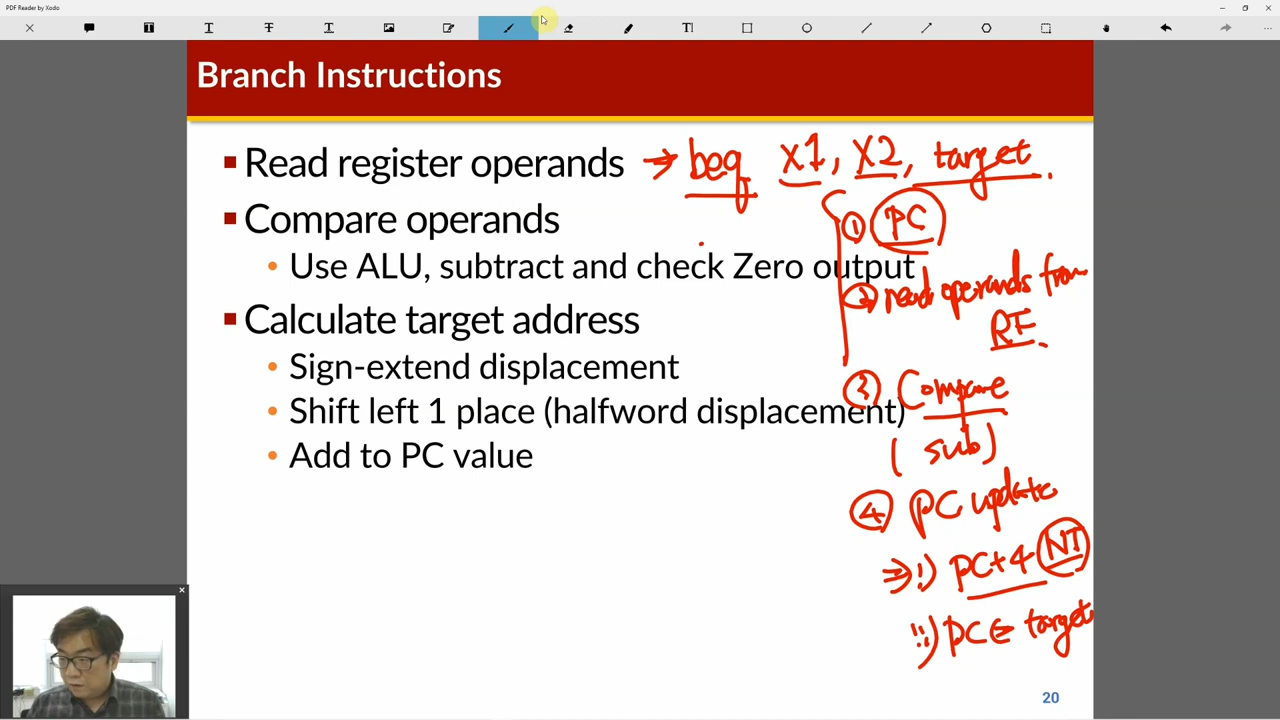 PDF Reader by Xodo
Branch Instructions
Read register operands → beq X1, X2, target.
Compare operands
① PC
Use ALU, subtract and check Zero output
② read operands from
RF.
Calculate target address
Sign-extend displacement
③ Compare
Shift left 1 place (halfword displacement)
(sub)
Add to PC value
④ PC update
⇒ i) PC+4 NT
ii) PC ← target
20